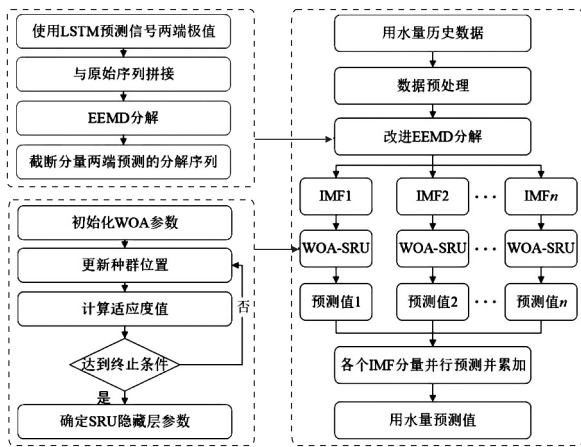 使用LSTM预测信号两端极值
与原始序列拼接
EEMD分解
截断分量两端预测的分解序列
初始化WOA参数
更新种群位置
计算适应度值
否
达到终止条件
是
确定SRU隐藏层参数
用水量历史数据
数据预处理
改进EEMD分解
IMF1 IMF2 ··· IMFn
WOA-SRU WOA-SRU ··· WOA-SRU
预测值1 预测值2 ··· 预测值n
各个IMF分量并行预测并累加
用水量预测值